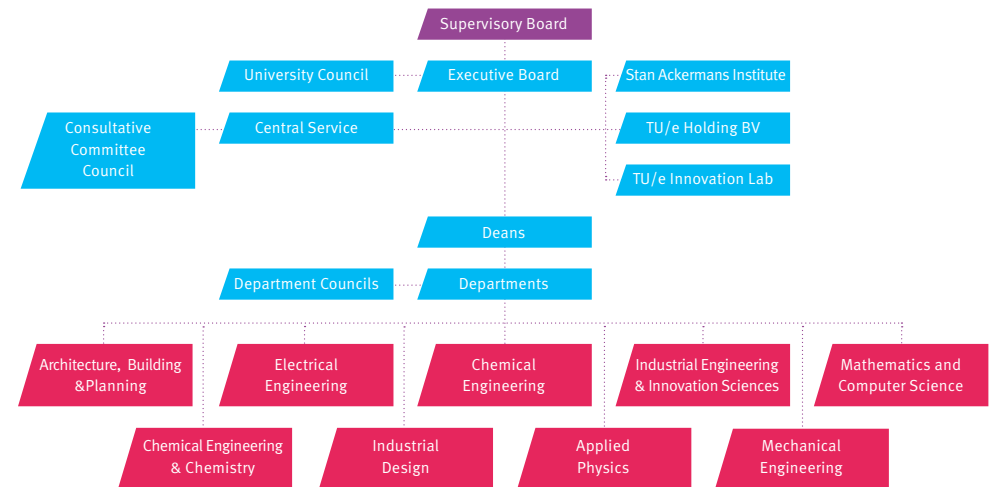 Supervisory Board
University Council
Executive Board
Stan Ackermans Institute
Consultative
Committee
Council
Central Service
TU/e Holding BV
TU/e Innovation Lab
Deans
Department Councils
Departments
Architecture, Building
&Planning
Electrical
Engineering
Chemical
Engineering
Industrial Engineering
& Innovation Sciences
Mathematics and
Computer Science
Chemical Engineering
& Chemistry
Industrial
Design
Applied
Physics
Mechanical
Engineering